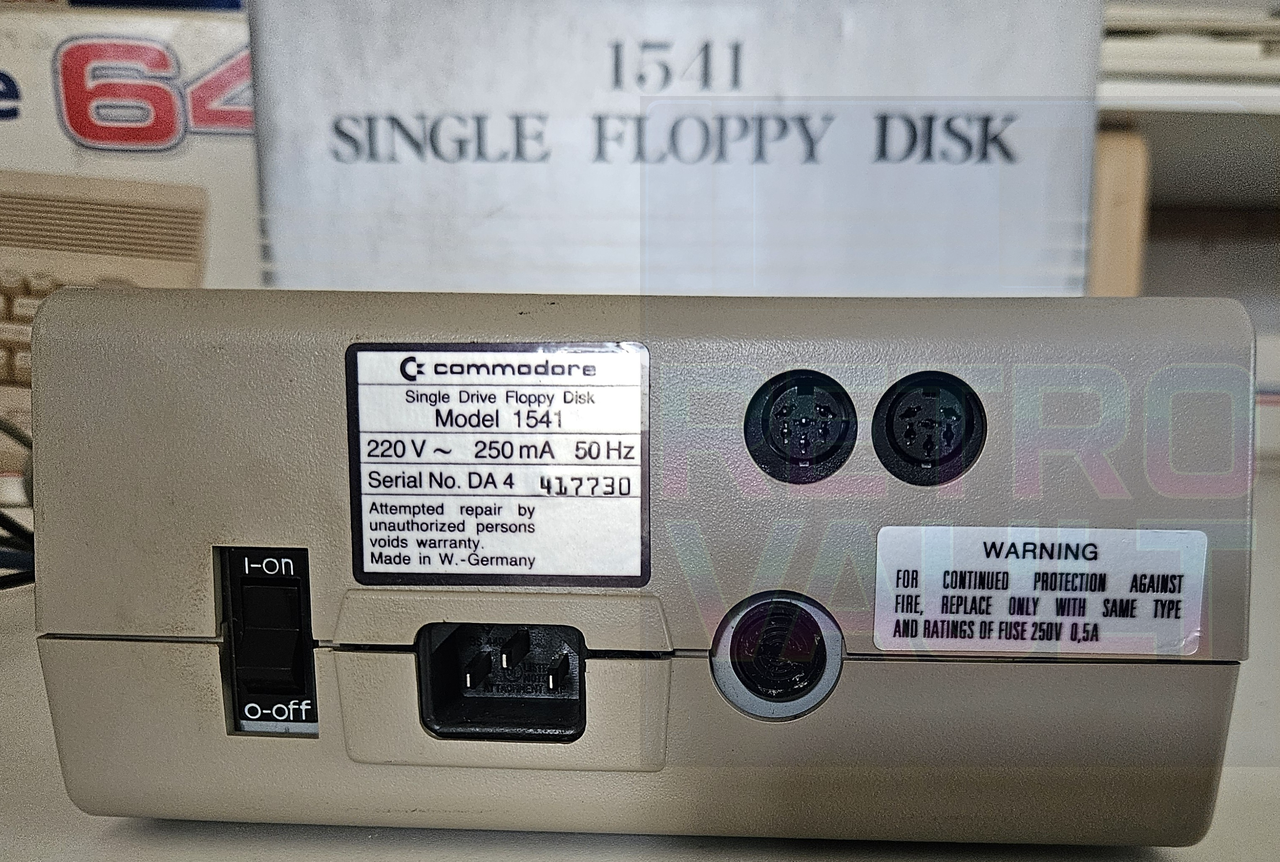 e 64
1541
SINGLE FLOPPY DISK
commodore
Single Drive Floppy Disk
Model 1541
220 V ~ 250 mA 50 Hz
Serial No. DA 4 417730
Attempted repair by
unauthorized persons
voids warranty.
Made in W.-Germany
RETRO
VAULT
WARNING
FOR CONTINUED PROTECTION AGAINST
FIRE, REPLACE ONLY WITH SAME TYPE
AND RATINGS OF FUSE 250V 0,5A
I-on
O-off